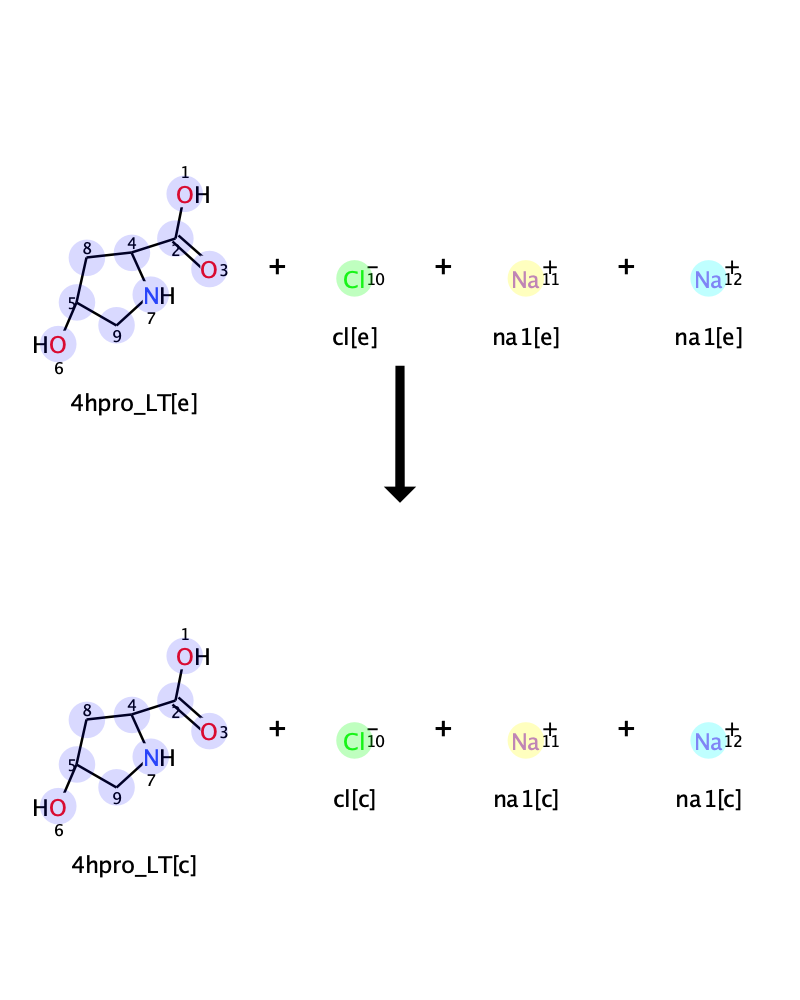 1
OH
8 4 2 O 3
+ Cl − 10 + Na + 11 + Na + 12
5 NH
7
9
HO
6
cl[e] na1[e] na1[e]
4hpro_LT[e]
1
OH
8 4 2 O 3
+ Cl − 10 + Na + 11 + Na + 12
5 NH
7
9
HO
6
cl[c] na1[c] na1[c]
4hpro_LT[c]